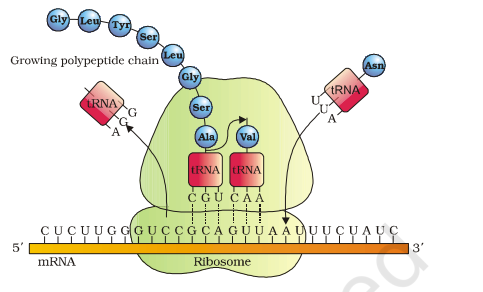 Gly Leu Tyr Ser Leu Gly Ser Ala
Growing polypeptide chain
Asn
tRNA
G
G
A
tRNA
U
U
A
Val
tRNA tRNA
C G U C A A
C U C U U G G G U C C G C A G U U A A U U U C U A U C
5′ 3′
mRNA Ribosome